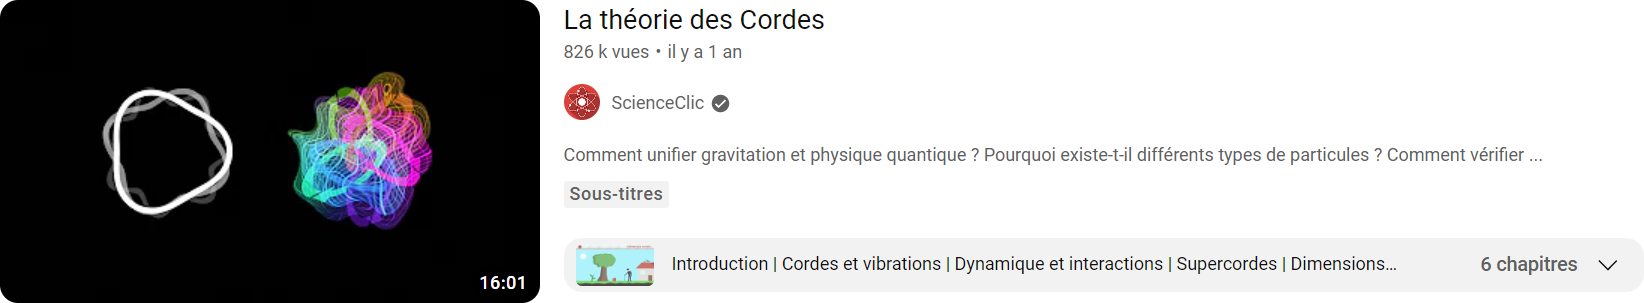 La théorie des Cordes
826 k vues • il y a 1 an
ScienceClic
Comment unifier gravitation et physique quantique ? Pourquoi existe-t-il différents types de particules ? Comment vérifier ...
Sous-titres
16:01
Introduction | Cordes et vibrations | Dynamique et interactions | Supercordes | Dimensions...
6 chapitres